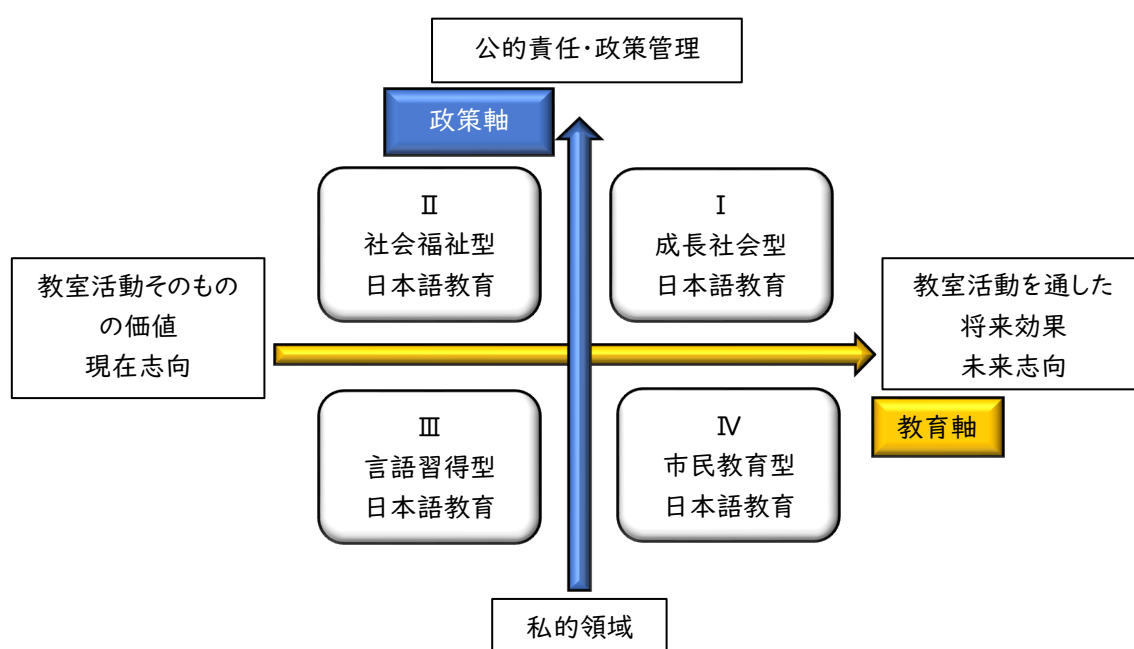 公的責任・政策管理
政策軸
Ⅱ
社会福祉型
日本語教育
Ⅰ
成長社会型
日本語教育
教室活動そのもの
の価値
現在志向
教室活動を通した
将来効果
未来志向
教育軸
Ⅲ
言語習得型
日本語教育
Ⅳ
市民教育型
日本語教育
私的領域